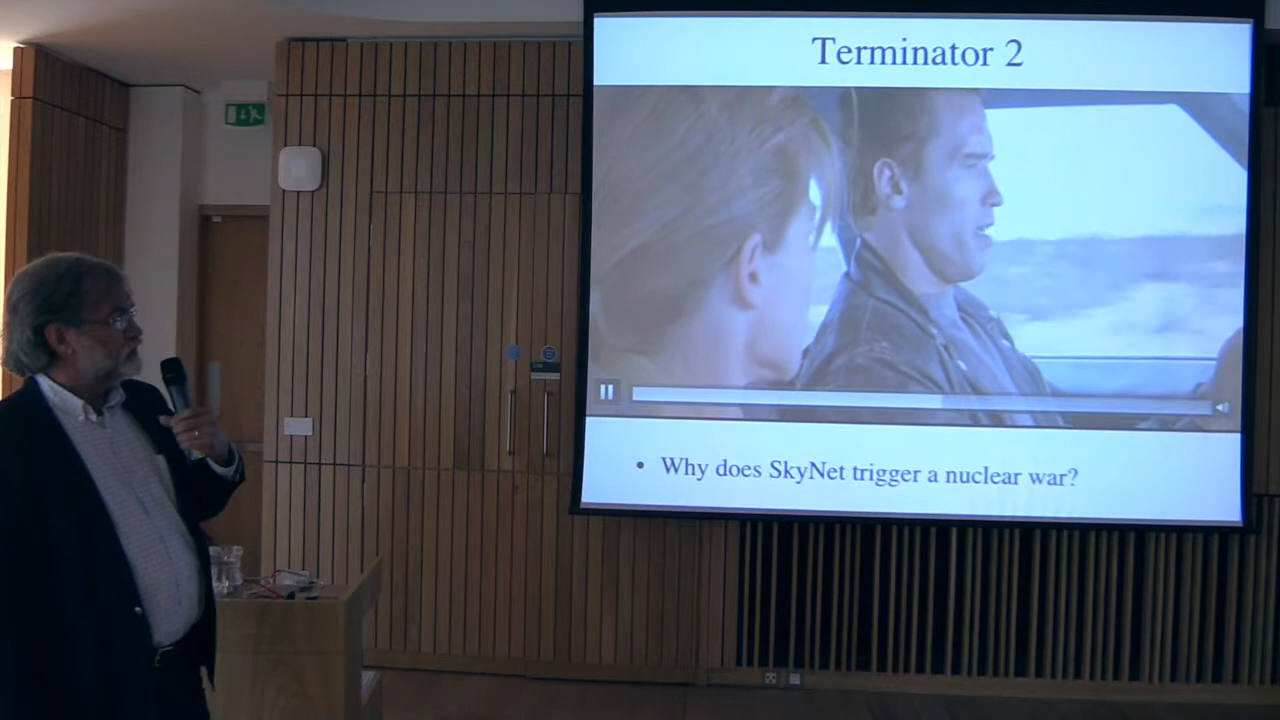 Terminator 2
• Why does SkyNet trigger a nuclear war?